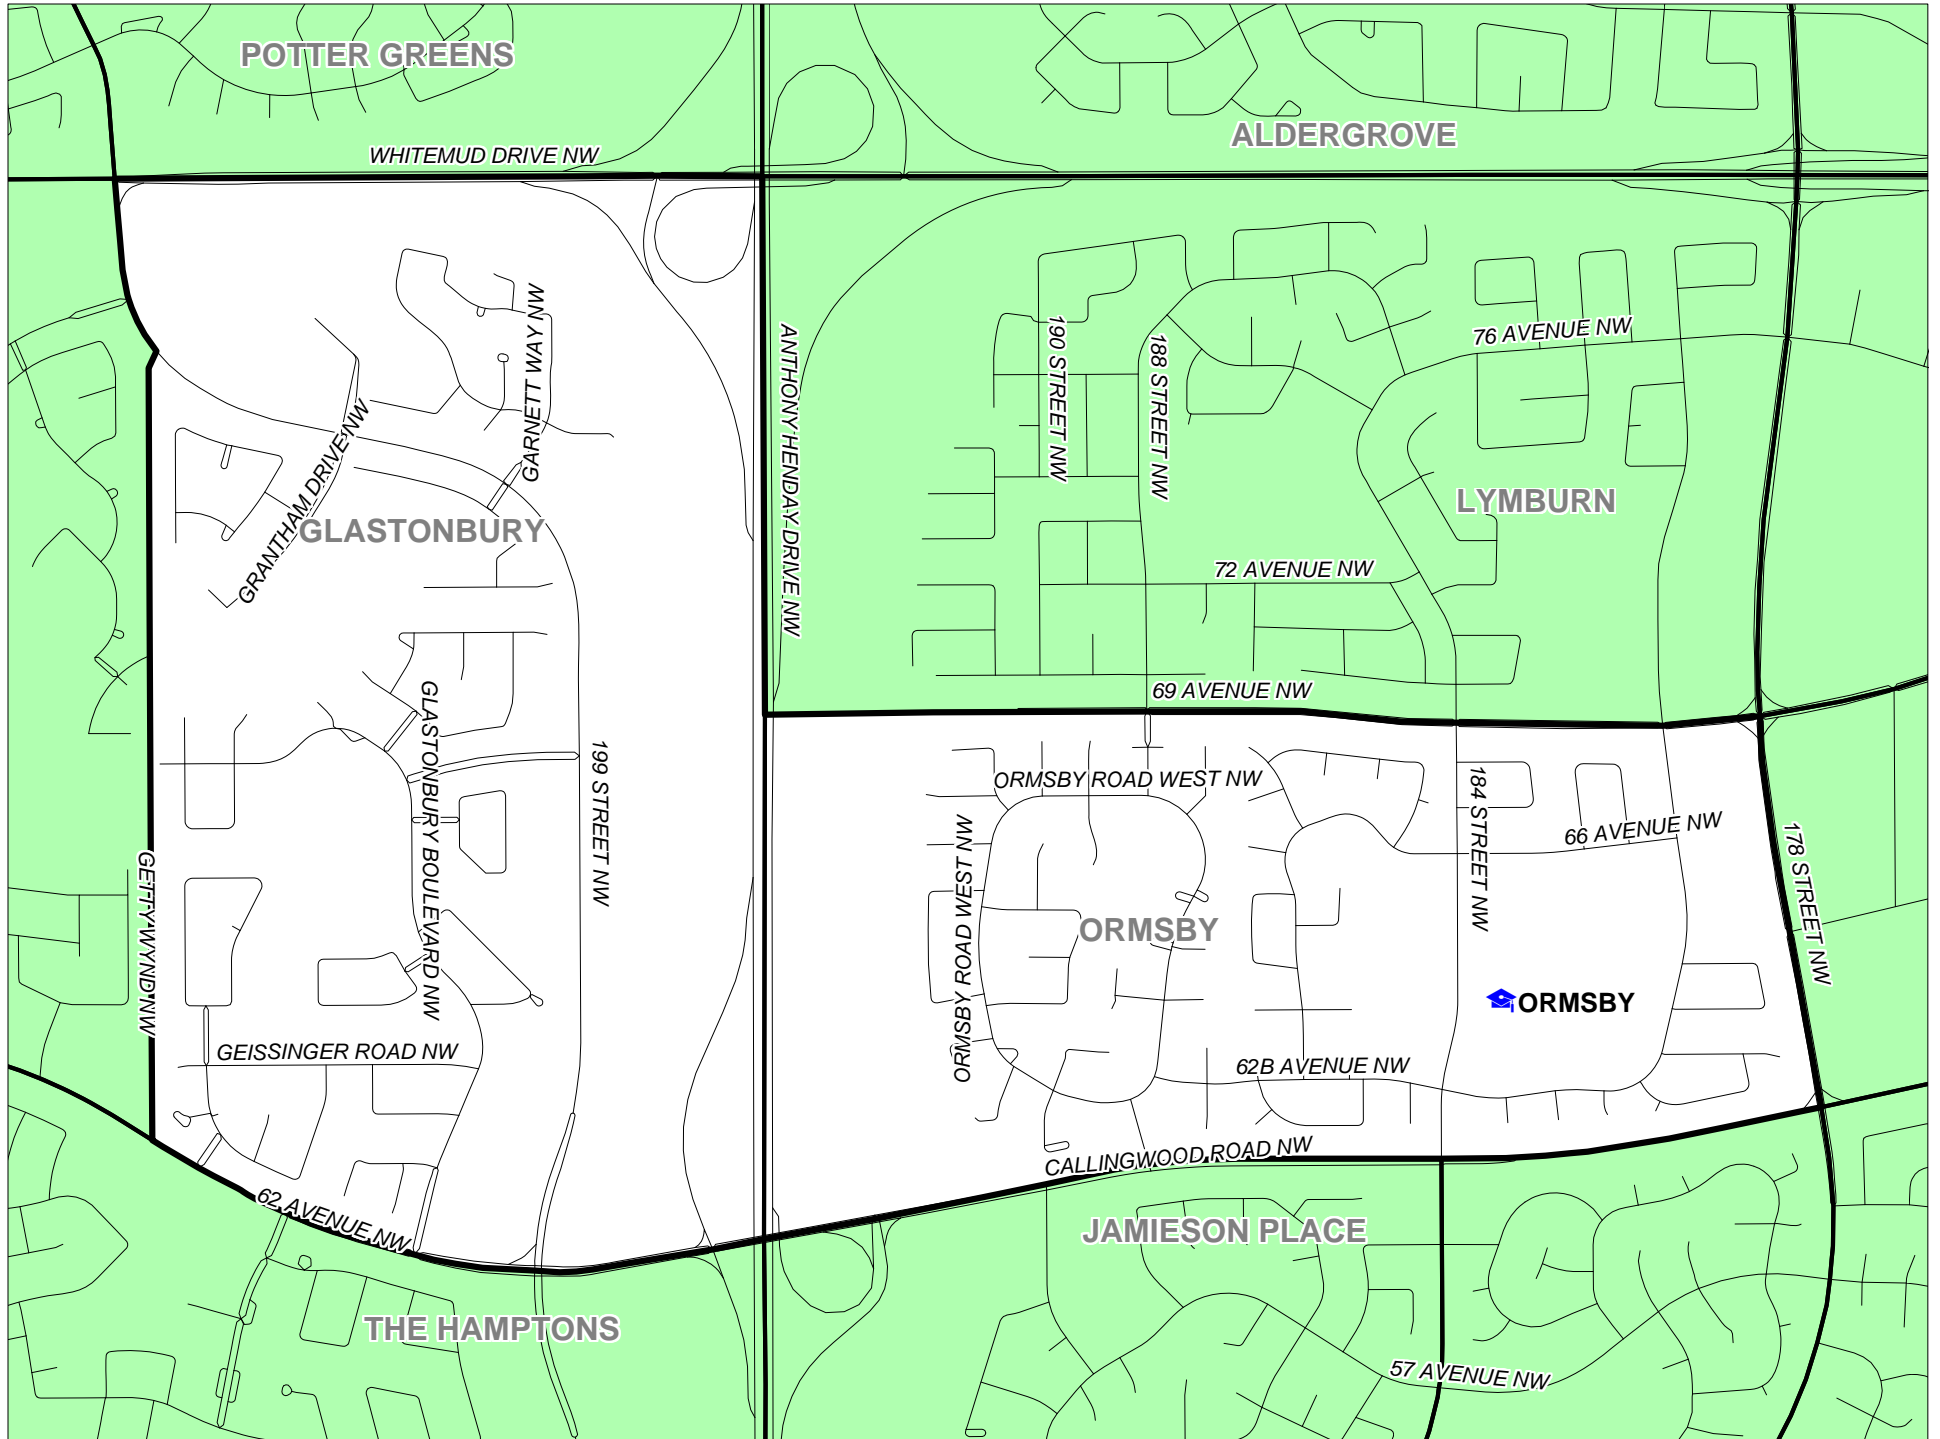 POTTER GREENS
ALDERGROVE
WHITEMUD DRIVE NW
GARNETT WAY NW
ANTHONY HENDAY DRIVE NW
190 STREET NW
188 STREET NW
76 AVENUE NW
GRANTHAM DRIVE NW
GLASTONBURY
LYMBURN
72 AVENUE NW
69 AVENUE NW
GLASTONBURY BOULEVARD NW
199 STREET NW
ORMSBY ROAD WEST NW
184 STREET NW
66 AVENUE NW
178 STREET NW
GETTY WYND NW
ORMSBY ROAD WEST NW
ORMSBY
ORMSBY
GEISSINGER ROAD NW
62B AVENUE NW
CALLINGWOOD ROAD NW
62 AVENUE NW
JAMIESON PLACE
THE HAMPTONS
57 AVENUE NW